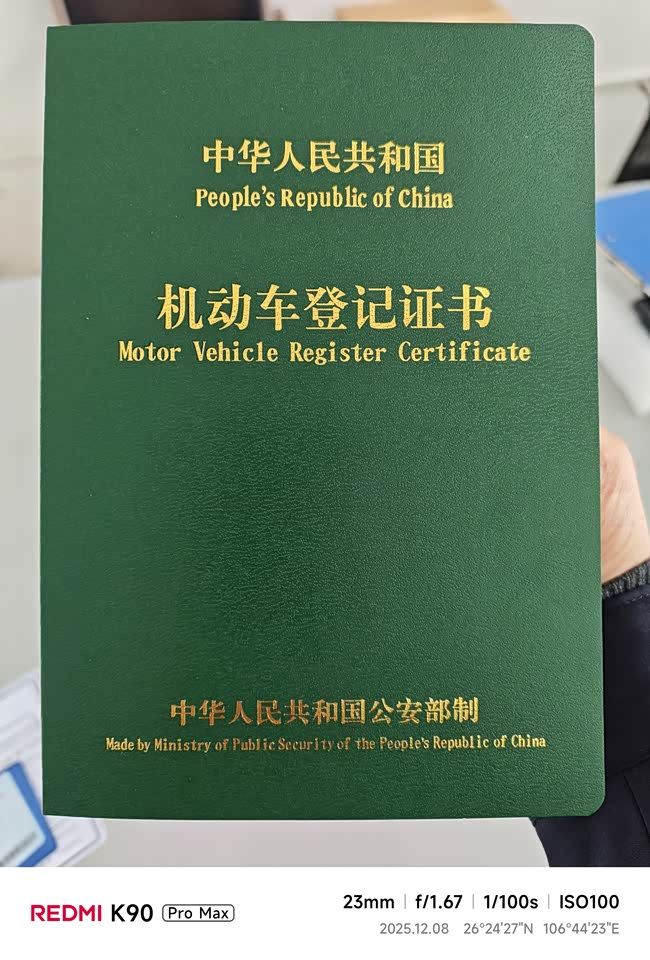 中华人民共和国
People's Republic of China
机动车登记证书
Motor Vehicle Register Certificate
中华人民共和国公安部制
Made by Ministry of Public Security of the People's Republic of China
REDMI K90 Pro Max
23mm | f/1.67 | 1/100s | ISO100
2025.12.08 26°24'27"N 106°44'23"E